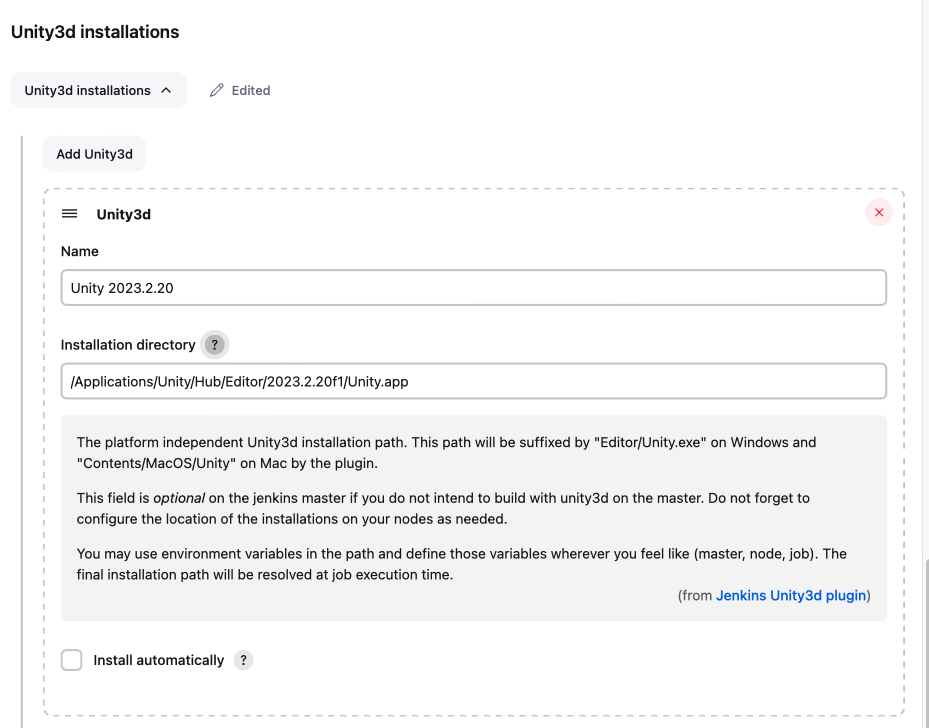 Unity3d installations
Unity3d installations
Edited
Add Unity3d
Unity3d
Name
Unity 2023.2.20
Installation directory ?
/Applications/Unity/Hub/Editor/2023.2.20f1/Unity.app
The platform independent Unity3d installation path. This path will be suffixed by "Editor/Unity.exe" on Windows and
"Contents/MacOS/Unity" on Mac by the plugin.
This field is optional on the jenkins master if you do not intend to build with unity3d on the master. Do not forget to
configure the location of the installations on your nodes as needed.
You may use environment variables in the path and define those variables wherever you feel like (master, node, job). The
final installation path will be resolved at job execution time.
(from Jenkins Unity3d plugin)
Install automatically ?